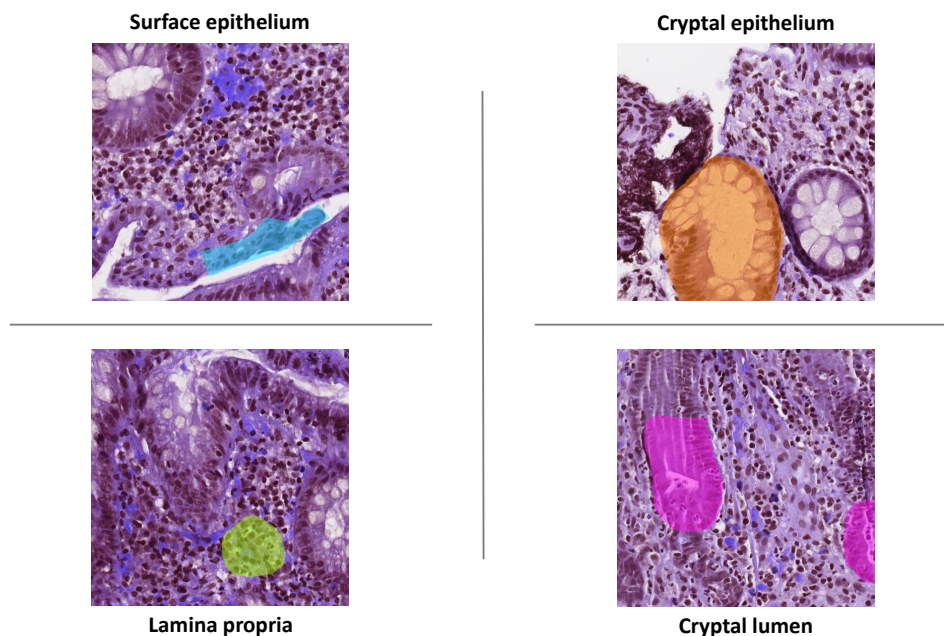 Surface epithelium
Cryptal epithelium
Lamina propria
Cryptal lumen